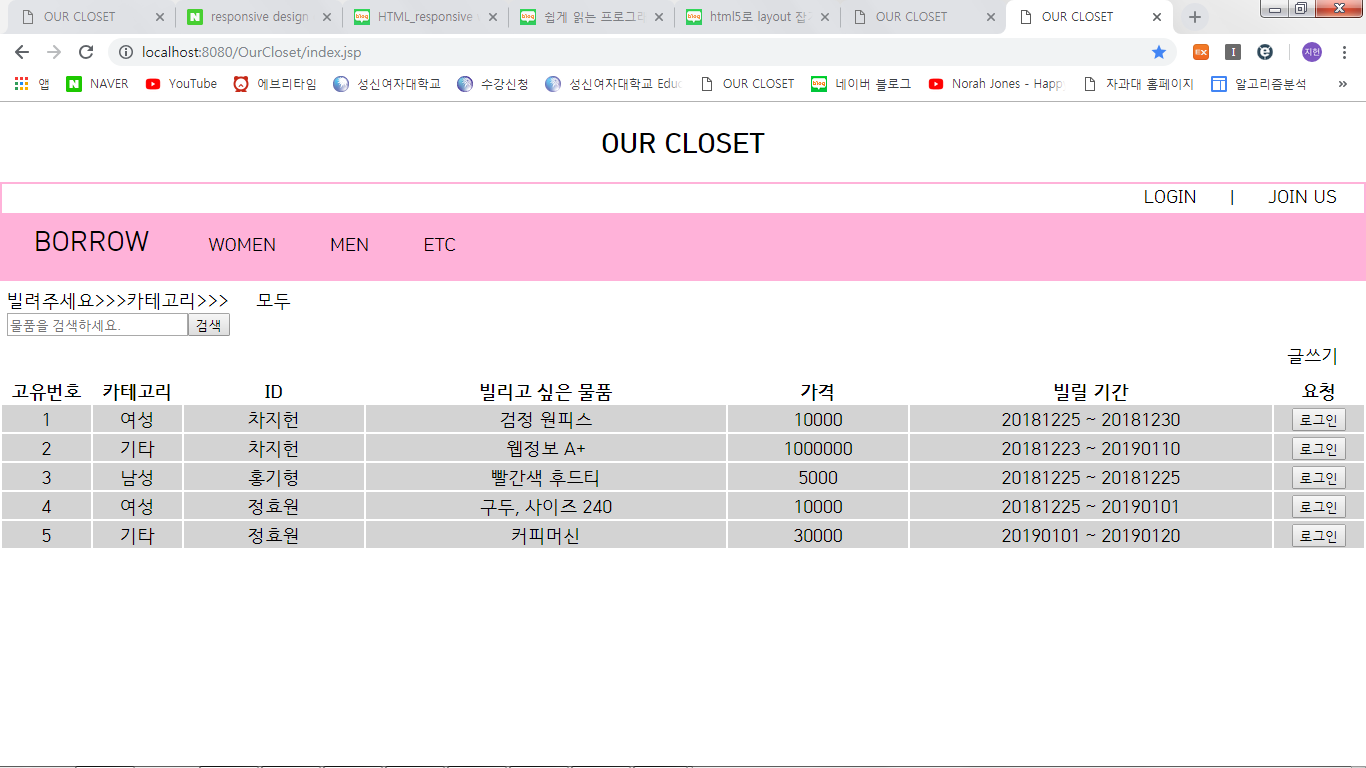 OUR CLOSET responsive design HTML_responsive 쉽게 읽는 프로그래 html5로 layout 잡 OUR CLOSET OUR CLOSET
localhost:8080/OurCloset/index.jsp 지헌
앱 NAVER YouTube 에브리타임 성신여자대학교 수강신청 성신여자대학교 Educ OUR CLOSET 네이버 블로그 Norah Jones - Happ 자과대 홈페이지 알고리즘분석 »
OUR CLOSET
LOGIN | JOIN US
BORROW WOMEN MEN ETC
빌려주세요>>>카테고리>>> 모두
물품을 검색하세요. 검색
글쓰기
고유번호 카테고리 ID 빌리고 싶은 물품 가격 빌릴 기간 요청
1 여성 차지헌 검정 원피스 10000 20181225 ~ 20181230 로그인
2 기타 차지헌 웹정보 A+ 1000000 20181223 ~ 20190110 로그인
3 남성 홍기형 빨간색 후드티 5000 20181225 ~ 20181225 로그인
4 여성 정효원 구두, 사이즈 240 10000 20181225 ~ 20190101 로그인
5 기타 정효원 커피머신 30000 20190101 ~ 20190120 로그인